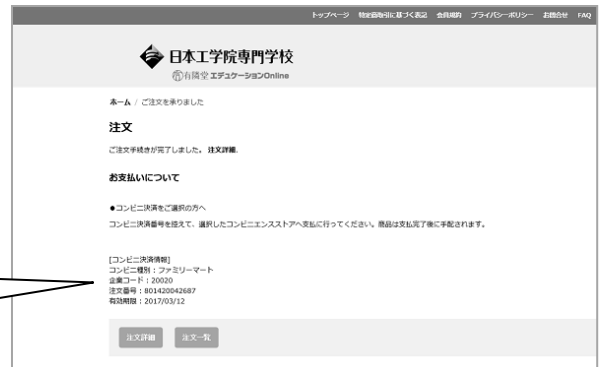 トップページ 特定商取引に基づく表記 会員規約 プライバシーポリシー お問合せ FAQ
日本工学院専門学校
有隣堂 エデュケーションOnline
ホーム / ご注文を承りました
注文
ご注文手続きが完了しました。 注文詳細.
お支払いについて
●コンビニ決済をご選択の方へ
コンビニ決済番号を控えて、選択したコンビニエンスストアへ支払に行ってください。商品は支払完了後に手配されます。
[コンビニ決済情報]
コンビニ種別：ファミリーマート
企業コード：20020
注文番号：801420042687
有効期限：2017/03/12
注文詳細 注文一覧